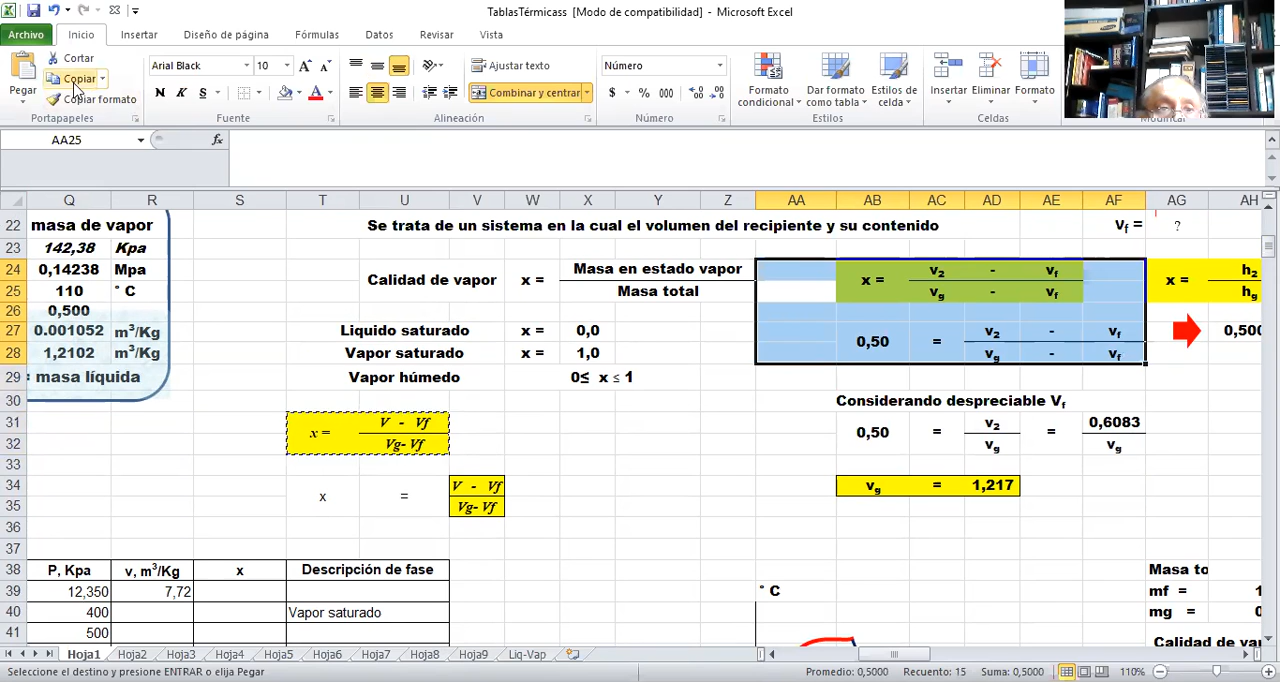 TablasTérmicass [Modo de compatibilidad] - Microsoft Excel
Archivo Inicio Insertar Diseño de página Fórmulas Datos Revisar Vista
Pegar Cortar Copiar Copiar formato
Arial Black 10 A A
N K S A
Ajustar texto
Combinar y centrar
Número
$ % 000
Formato condicional Dar formato como tabla Estilos de celda Insertar Eliminar Formato
Portapapeles Fuente Alineación Número Estilos Celdas Modificar
AA25 fx
Q R S T U V W X Y Z AA AB AC AD AE AF AG AH
22 masa de vapor Se trata de un sistema en la cual el volumen del recipiente y su contenido vf = ?
23 142,38 Kpa
24 0,14238 Mpa Calidad de vapor x = Masa en estado vapor x = v2 - vf x = h2
25 110 ° C Masa total vg - vf hg
26 0,500
27 0.001052 m³/Kg Liquido saturado x = 0,0 0,50 = v2 - vf 0,500
28 1,2102 m³/Kg Vapor saturado x = 1,0 vg - vf
29 : masa líquida Vapor húmedo 0≤ x ≤ 1
30 Considerando despreciable Vf
31 x = V - Vf 0,50 = v2 = 0,6083
32 Vg- Vf vg vg
33
34 x = V - Vf vg = 1,217
35 Vg- Vf
36
37
38 P, Kpa v, m³/Kg x Descripción de fase Masa to
39 12,350 7,72 ° C mf = 1
40 400 Vapor saturado mg = 0
41 500 Calidad de va
Hoja1 Hoja2 Hoja3 Hoja4 Hoja5 Hoja6 Hoja7 Hoja8 Hoja9 Liq-Vap
Seleccione el destino y presione ENTRAR o elija Pegar Promedio: 0,5000 Recuento: 15 Suma: 0,5000 110%